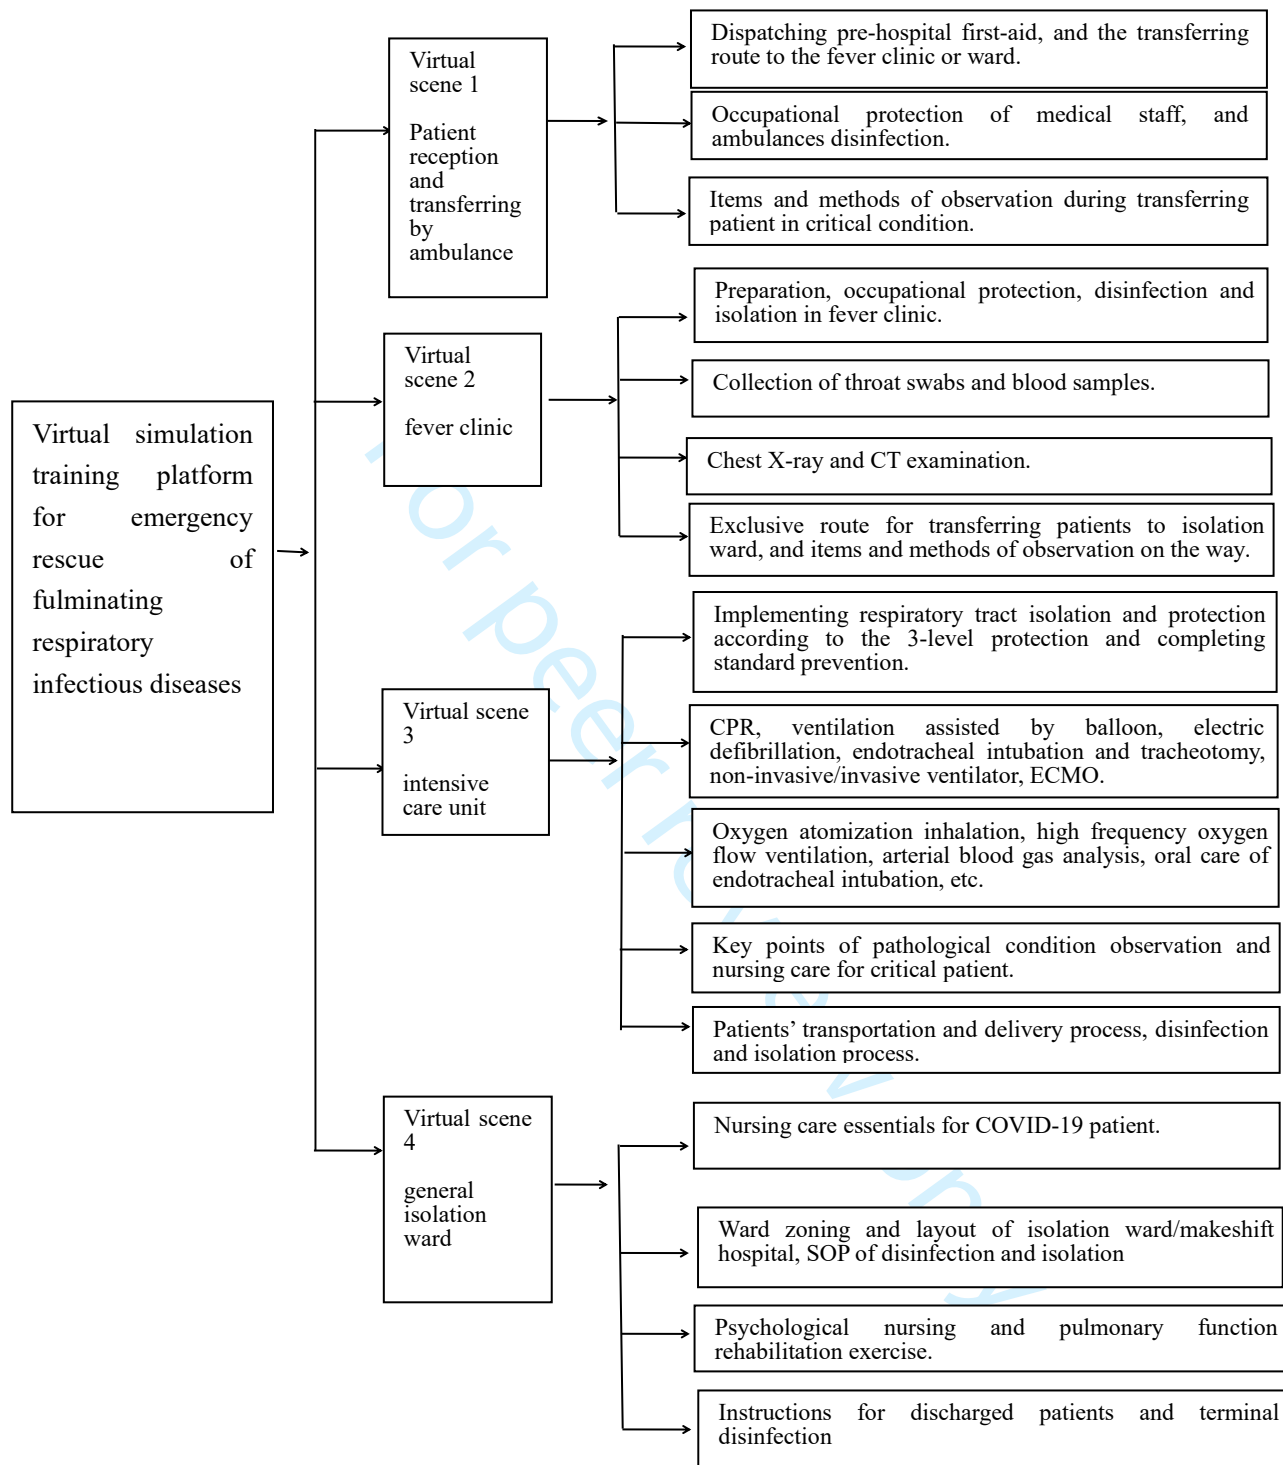 Virtual simulation
training platform
for emergency
rescue of
fulminating
respiratory
infectious diseases
Virtual
scene 1
Patient
reception
and
transferring
by
ambulance
Dispatching pre-hospital first-aid, and the transferring
route to the fever clinic or ward.
Occupational protection of medical staff, and
ambulances disinfection.
Items and methods of observation during transferring
patient in critical condition.
Virtual
scene 2
fever clinic
Preparation, occupational protection, disinfection and
isolation in fever clinic.
Collection of throat swabs and blood samples.
Chest X-ray and CT examination.
Exclusive route for transferring patients to isolation
ward, and items and methods of observation on the way.
Virtual scene
3
intensive
care unit
Implementing respiratory tract isolation and protection
according to the 3-level protection and completing
standard prevention.
CPR, ventilation assisted by balloon, electric
defibrillation, endotracheal intubation and tracheotomy,
non-invasive/invasive ventilator, ECMO.
Oxygen atomization inhalation, high frequency oxygen
flow ventilation, arterial blood gas analysis, oral care of
endotracheal intubation, etc.
Key points of pathological condition observation and
nursing care for critical patient.
Patients’ transportation and delivery process, disinfection
and isolation process.
Virtual scene
4
general
isolation
ward
Nursing care essentials for COVID-19 patient.
Ward zoning and layout of isolation ward/makeshift
hospital, SOP of disinfection and isolation
Psychological nursing and pulmonary function
rehabilitation exercise.
Instructions for discharged patients and terminal
disinfection